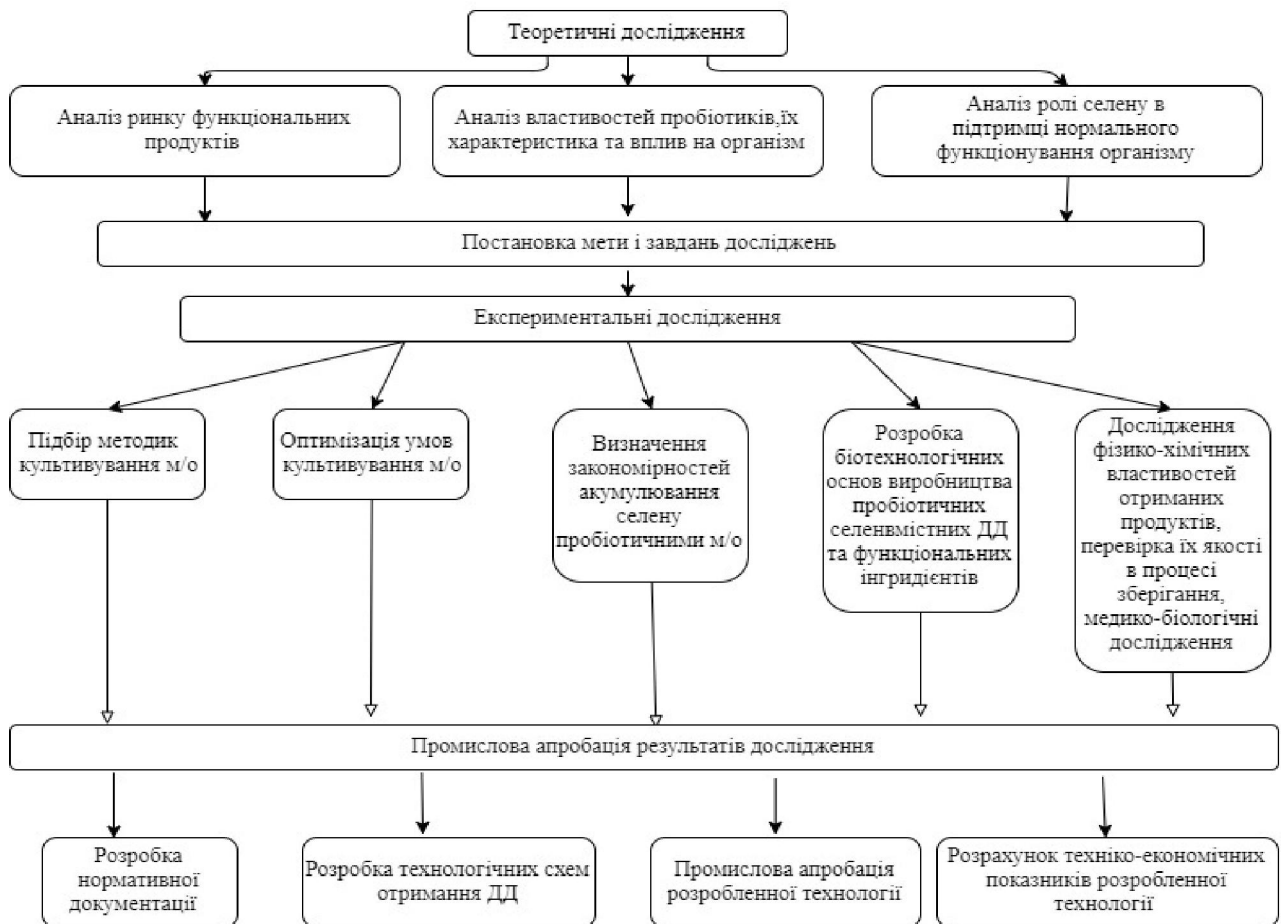 Теоретичні дослідження
Аналіз ринку функціональних
продуктів
Аналіз властивостей пробіотиків,їх
характеристика та вплив на організм
Аналіз ролі селену в
підтримці нормального
функціонування організму
Постановка мети і завдань досліджень
Експериментальні дослідження
Підбір методик
культивування м/о
Оптимізація умов
культивування м/о
Визначення
закономірностей
акумулювання
селену
пробіотичними м/о
Розробка
біотехнологічних
основ виробництва
пробіотичних
селенвмістних ДД
та функціональних
інгридієнтів
Дослідження
фізико-хімічних
властивостей
отриманих
продуктів,
перевірка їх якості
в процесі
зберігання,
медико-біологічні
дослідження
Промислова апробація результатів дослідження
Розробка
нормативної
документації
Розробка технологічних схем
отримання ДД
Промислова апробація
розробленної технології
Розрахунок техніко-економічних
показників розробленної
технології